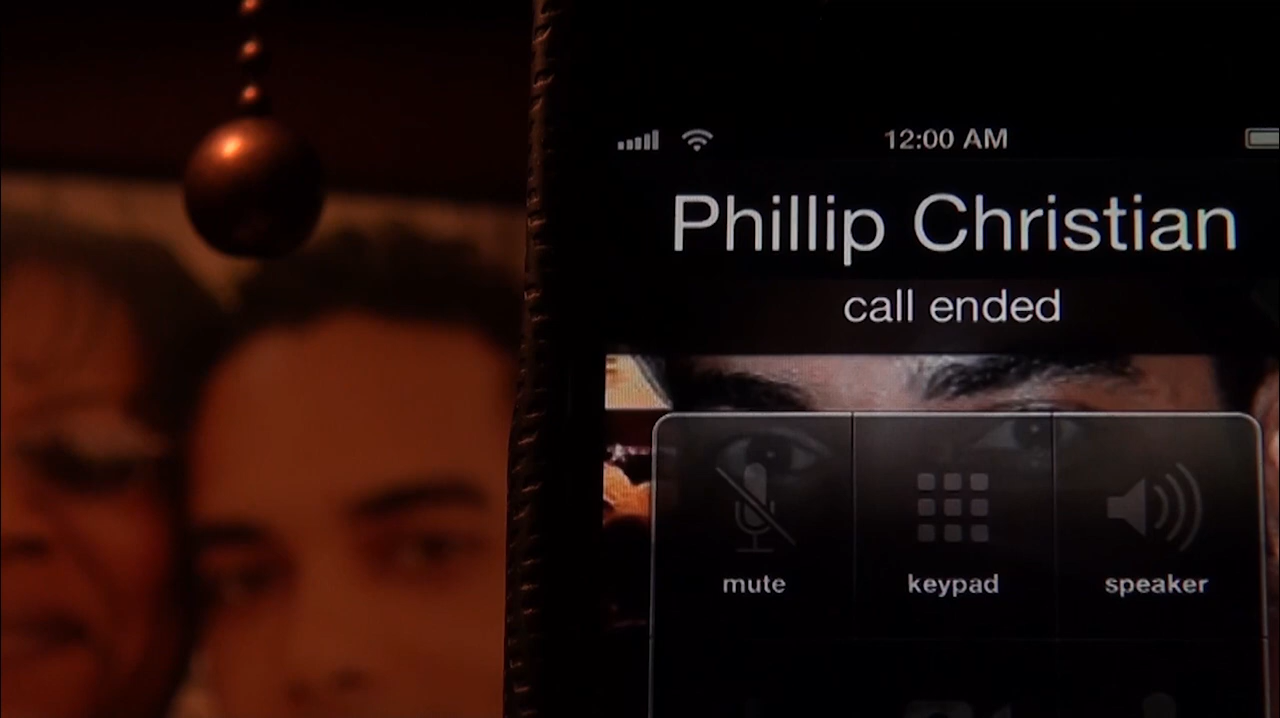 12:00 AM
Phillip Christian
call ended
mute
keypad
speaker